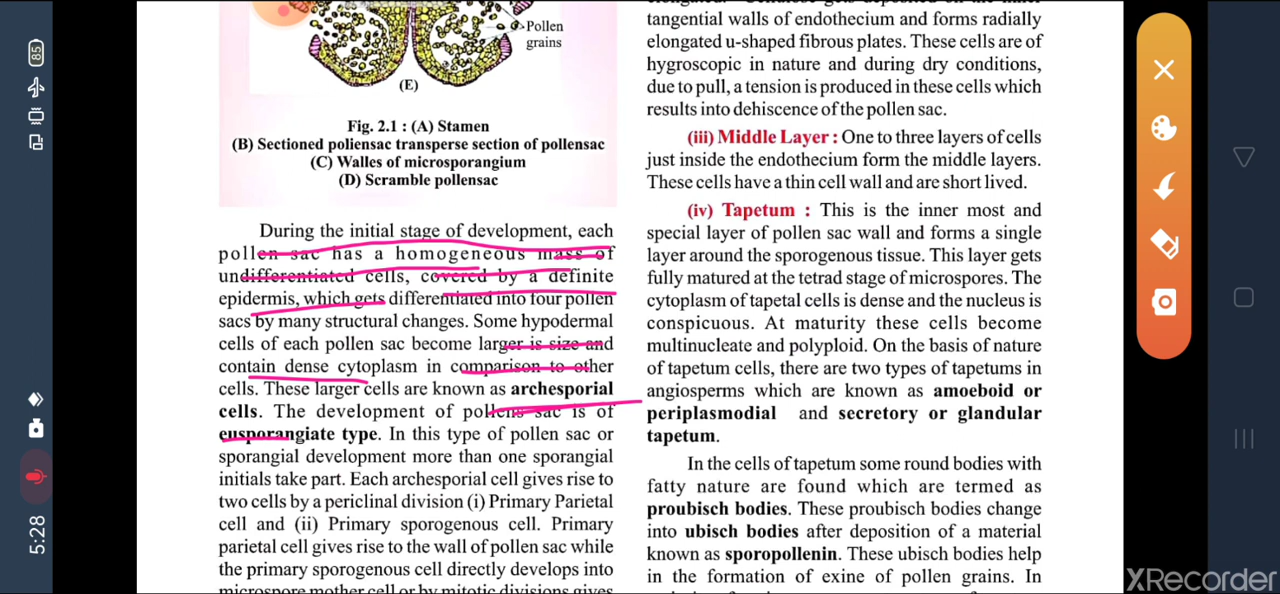 Pollen
grains
(E)
Fig. 2.1 : (A) Stamen
(B) Sectioned poliensac transperse section of pollensac
(C) Walles of microsporangium
(D) Scramble pollensac
During the initial stage of development, each
pollen sac has a homogeneous mass of
undifferentiated cells, covered by a definite
epidermis, which gets differentiated into four pollen
sacs by many structural changes. Some hypodermal
cells of each pollen sac become larger is size and
contain dense cytoplasm in comparison to other
cells. These larger cells are known as archesporial
cells. The development of pollens sac is of
eusporangiate type. In this type of pollen sac or
sporangial development more than one sporangial
initials take part. Each archesporial cell gives rise to
two cells by a periclinal division (i) Primary Parietal
cell and (ii) Primary sporogenous cell. Primary
parietal cell gives rise to the wall of pollen sac while
the primary sporogenous cell directly develops into
microspore mother cell or by mitotic divisions gives
tangential walls of endothecium and forms radially
elongated u-shaped fibrous plates. These cells are of
hygroscopic in nature and during dry conditions,
due to pull, a tension is produced in these cells which
results into dehiscence of the pollen sac.
(iii) Middle Layer : One to three layers of cells
just inside the endothecium form the middle layers.
These cells have a thin cell wall and are short lived.
(iv) Tapetum : This is the inner most and
special layer of pollen sac wall and forms a single
layer around the sporogenous tissue. This layer gets
fully matured at the tetrad stage of microspores. The
cytoplasm of tapetal cells is dense and the nucleus is
conspicuous. At maturity these cells become
multinucleate and polyploid. On the basis of nature
of tapetum cells, there are two types of tapetums in
angiosperms which are known as amoeboid or
periplasmodial and secretory or glandular
tapetum.
In the cells of tapetum some round bodies with
fatty nature are found which are termed as
proubisch bodies. These proubisch bodies change
into ubisch bodies after deposition of a material
known as sporopollenin. These ubisch bodies help
in the formation of exine of pollen grains. In
85
5:28
XRecorder